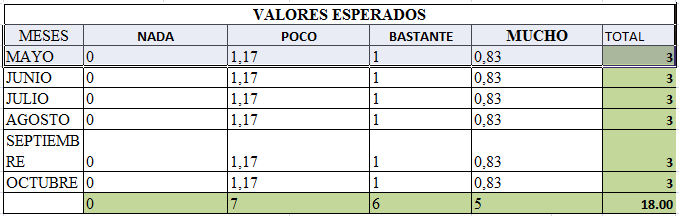 VALORES ESPERADOS
MESES NADA POCO BASTANTE MUCHO TOTAL
MAYO 0 1,17 1 0,83 3
JUNIO 0 1,17 1 0,83 3
JULIO 0 1,17 1 0,83 3
AGOSTO 0 1,17 1 0,83 3
SEPTIEMB
RE 0 1,17 1 0,83 3
OCTUBRE 0 1,17 1 0,83 3
0 7 6 5 18.00